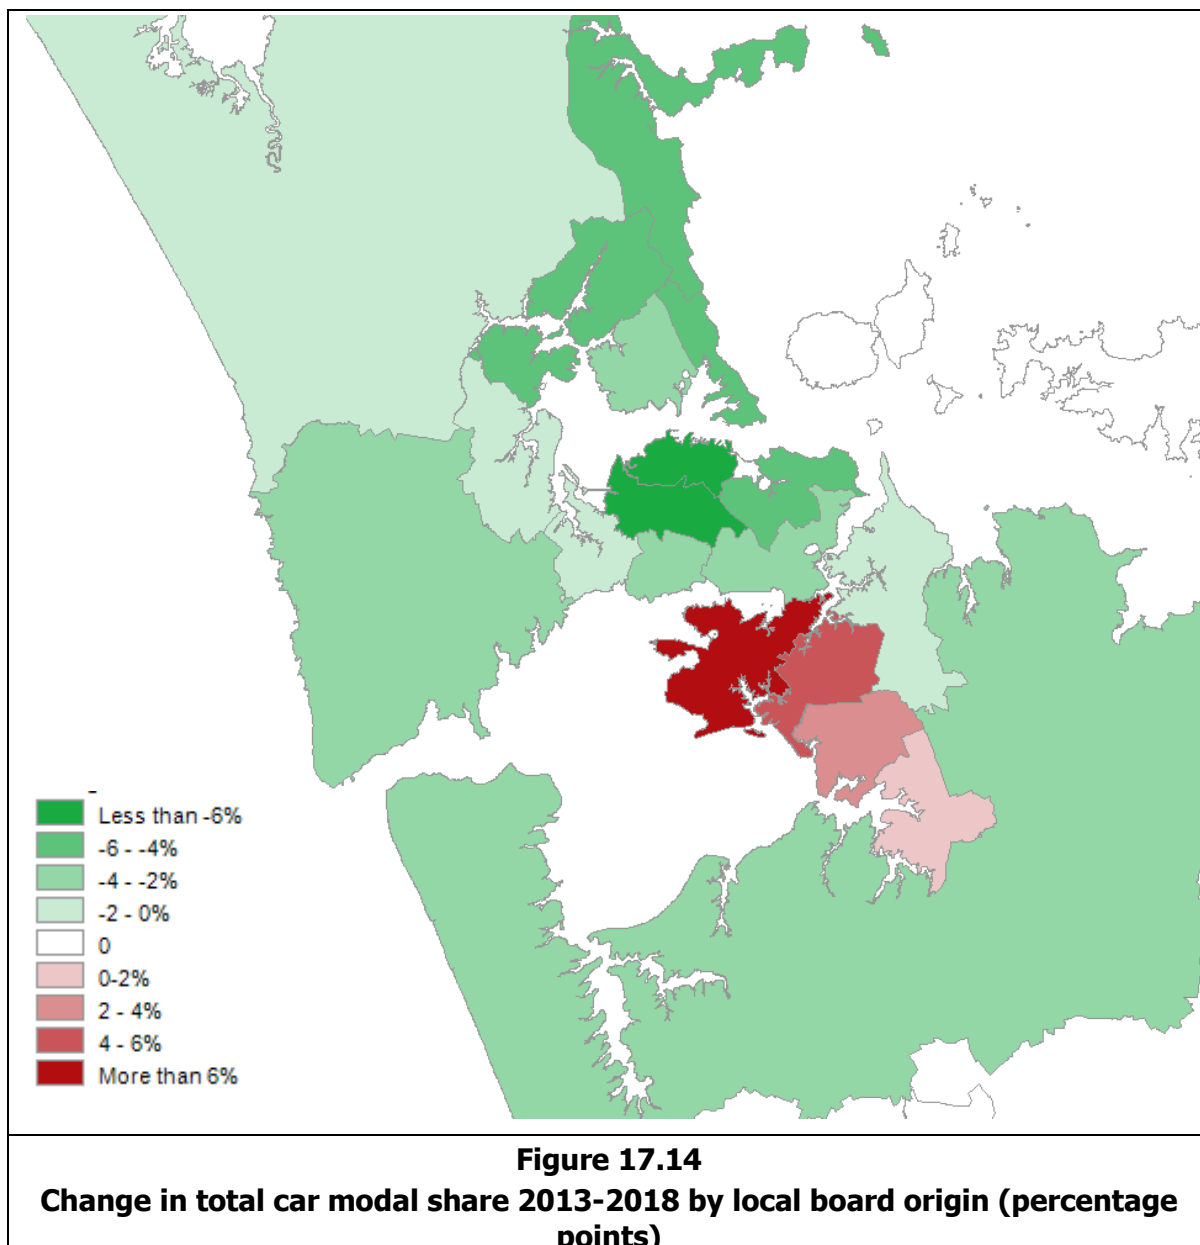 Less than -6%
-6 - -4%
-4 - -2%
-2 - 0%
0
0-2%
2 - 4%
4 - 6%
More than 6%
Figure 17.14
Change in total car modal share 2013-2018 by local board origin (percentage
points)